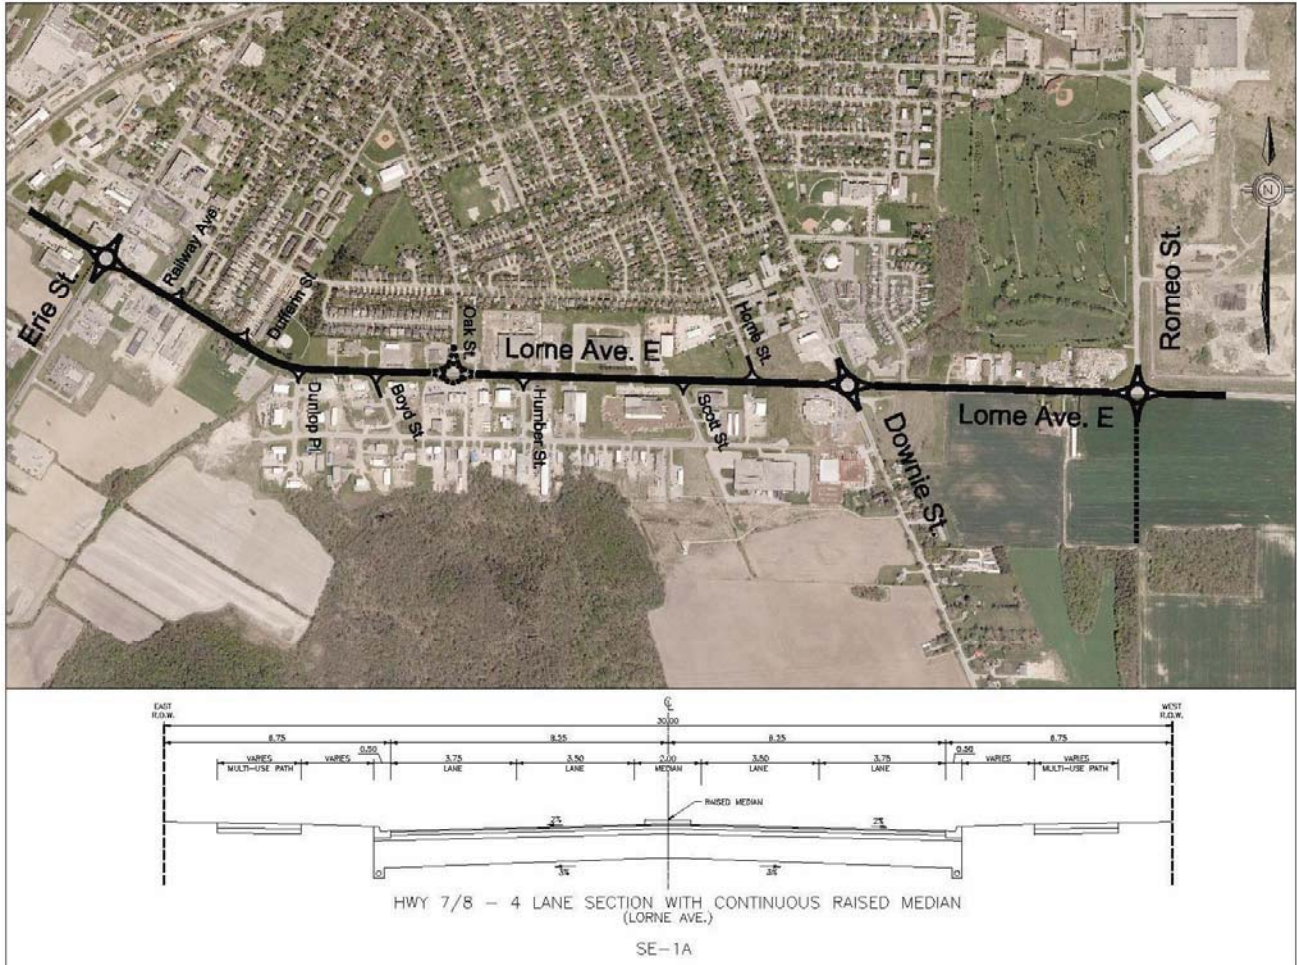 Erie St.
Railway Ave.
Dufferin St.
Dunlop Pl.
Boyd St.
Oak St.
Humber St.
Lorne Ave. E
Scott St.
Home St.
Downie St.
Lorne Ave. E
Romeo St.
N
EAST
R.O.W.
℄
WEST
R.O.W.
30.00
6.75 8.25 8.25 6.75
VARIES
MULTI-USE PATH
VARIES
0.50
3.75
LANE
3.50
LANE
2.00
MEDIAN
3.50
LANE
3.75
LANE
0.50
VARIES
VARIES
MULTI-USE PATH
RAISED MEDIAN
2% 2%
3% 3%
HWY 7/8 - 4 LANE SECTION WITH CONTINUOUS RAISED MEDIAN
(LORNE AVE.)
SE-1A